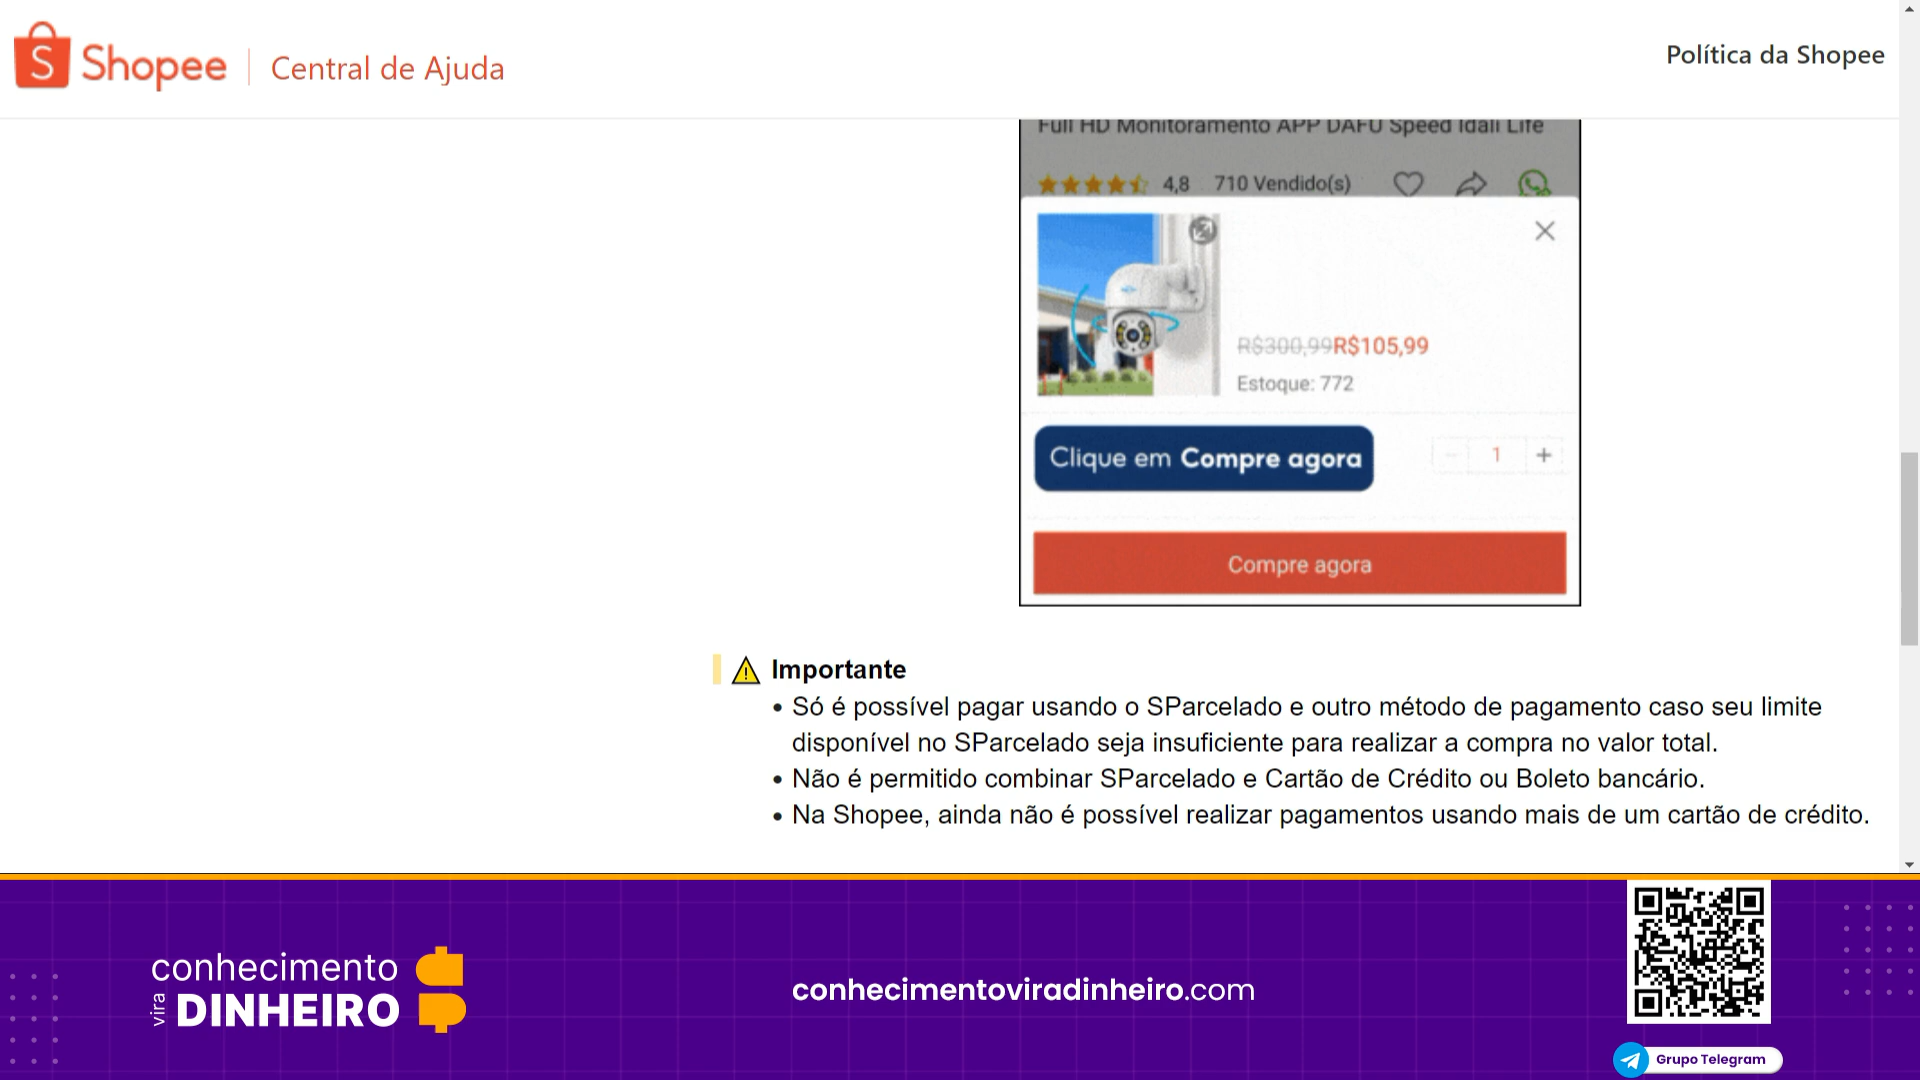 Shopee
Central de Ajuda
Política da Shopee
Full HD Monitoramento APP DAFU Speed Idall Life
4,8 710 Vendido(s)
R$300,99R$105,99
Estoque: 772
Clique em Compre agora
1 +
Compre agora
Importante
• Só é possível pagar usando o SParcelado e outro método de pagamento caso seu limite
disponível no SParcelado seja insuficiente para realizar a compra no valor total.
• Não é permitido combinar SParcelado e Cartão de Crédito ou Boleto bancário.
• Na Shopee, ainda não é possível realizar pagamentos usando mais de um cartão de crédito.
conhecimento
vira DINHEIRO
conhecimentoviradinheiro.com
Grupo Telegram